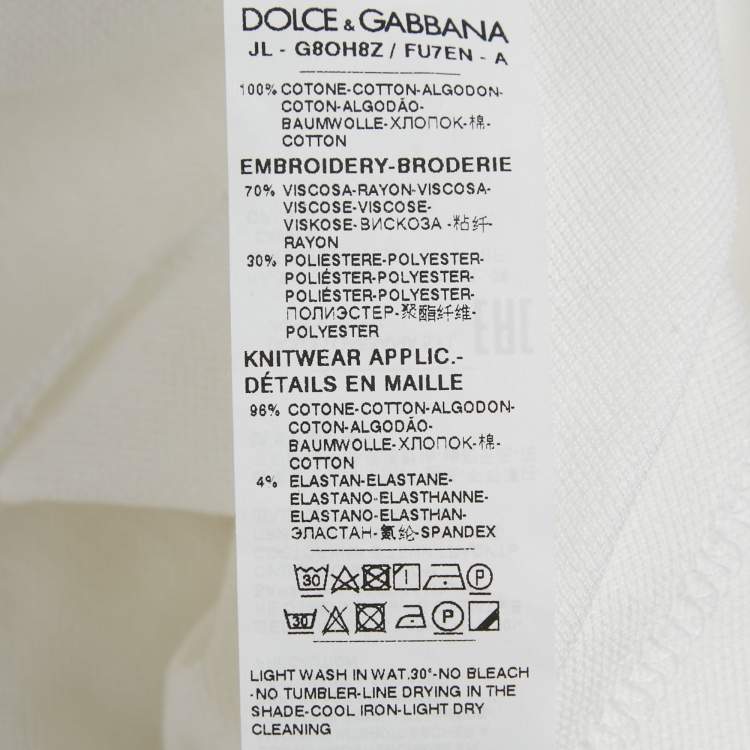 DOLCE & GABBANA
JL - G8OH8Z / FU7EN - A
100% COTONE-COTTON-ALGODON-
COTON-ALGODÃO-
BAUMWOLLE-ХЛОПОК-棉-
COTTON
EMBROIDERY-BRODERIE
70% VISCOSA-RAYON-VISCOSA-
VISCOSE-VISCOSE-
VISKOSE-ВИСКОЗА -粘纤-
RAYON
30% POLIESTERE-POLYESTER-
POLIÉSTER-POLYESTER-
POLIÉSTER-POLYESTER-
ПОЛИЭСТЕР-聚酯纤维-
POLYESTER
KNITWEAR APPLIC.-
DÉTAILS EN MAILLE
96% COTONE-COTTON-ALGODON-
COTON-ALGODÃO-
BAUMWOLLE-ХЛОПОК-棉-
COTTON
4% ELASTAN-ELASTANE-
ELASTANO-ELASTHANNE-
ELASTANO-ELASTHAN-
ЭЛАСТАН-氨纶-SPANDEX
30 P
30 P
LIGHT WASH IN WAT.30°-NO BLEACH
-NO TUMBLER-LINE DRYING IN THE
SHADE-COOL IRON-LIGHT DRY
CLEANING